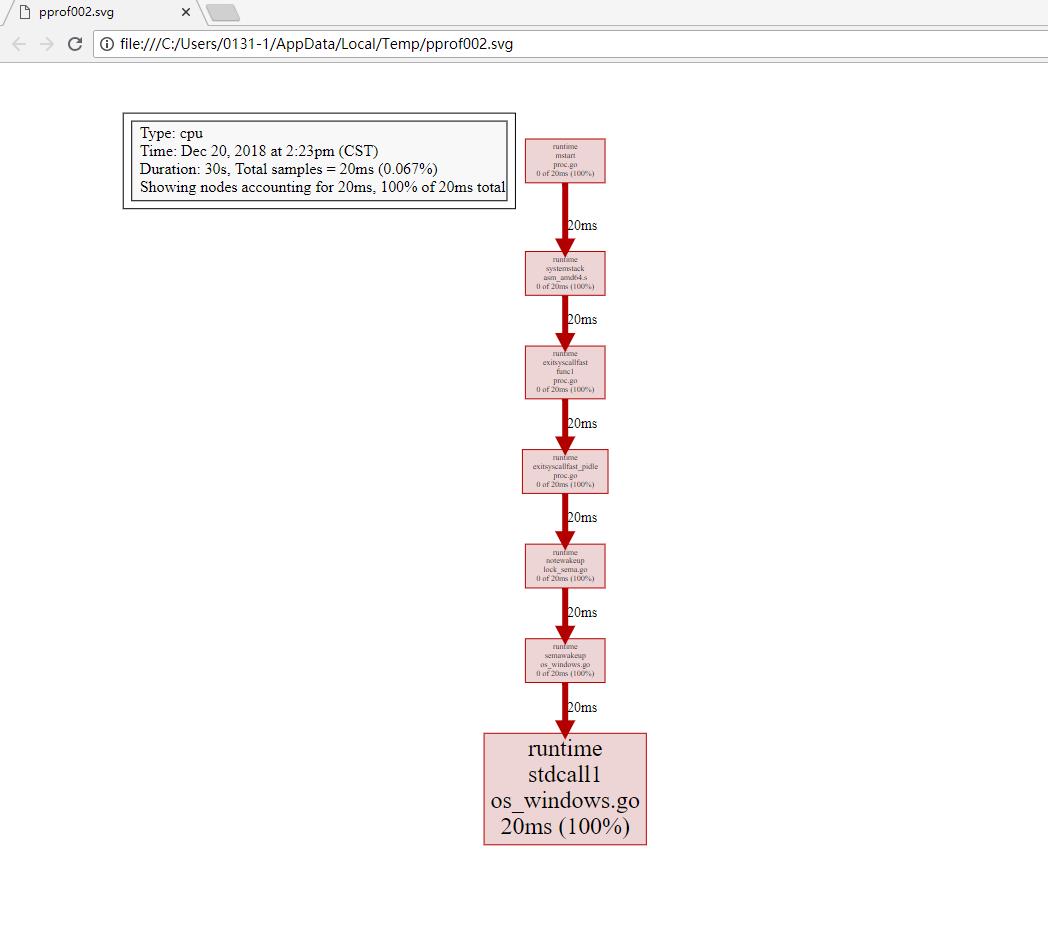 pprof002.svg
file:///C:/Users/0131-1/AppData/Local/Temp/pprof002.svg
Type: cpu
Time: Dec 20, 2018 at 2:23pm (CST)
Duration: 30s, Total samples = 20ms (0.067%)
Showing nodes accounting for 20ms, 100% of 20ms total
runtime
mstart
proc.go
0 of 20ms (100%)
20ms
runtime
systemstack
asm_amd64.s
0 of 20ms (100%)
20ms
runtime
exitsyscallfast
func1
proc.go
0 of 20ms (100%)
20ms
runtime
exitsyscallfast_pidle
proc.go
0 of 20ms (100%)
20ms
runtime
notewakeup
lock_sema.go
0 of 20ms (100%)
20ms
runtime
semawakeup
os_windows.go
0 of 20ms (100%)
20ms
runtime
stdcall1
os_windows.go
20ms (100%)